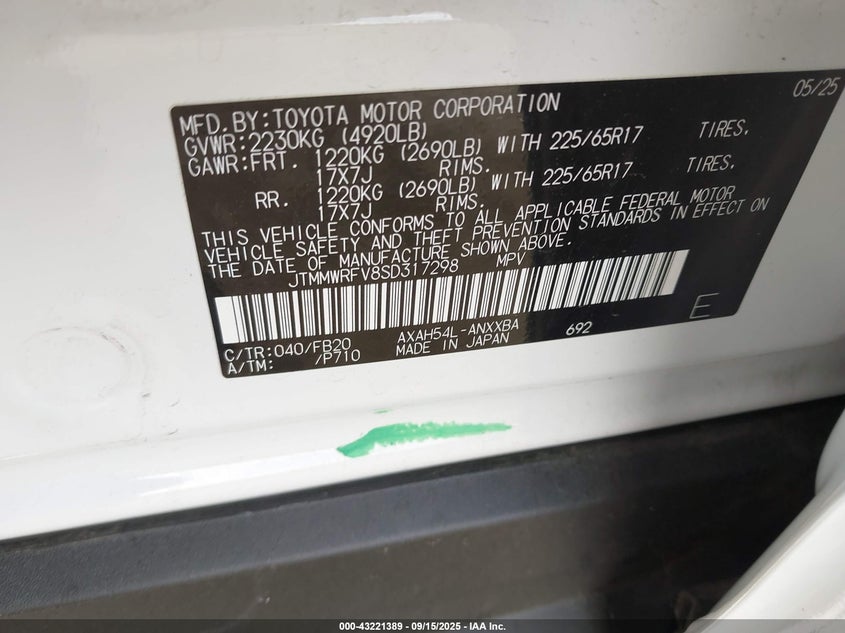 05/25
MFD.BY:TOYOTA MOTOR CORPORATION
GVWR:2230KG (4920LB)
GAWR:FRT. 1220KG (2690LB) WITH 225/65R17 TIRES.
17X7J RIMS.
RR. 1220KG (2690LB) WITH 225/65R17 TIRES.
17X7J RIMS.
THIS VEHICLE CONFORMS TO ALL APPLICABLE FEDERAL MOTOR
VEHICLE SAFETY AND THEFT PREVENTION STANDARDS IN EFFECT ON
THE DATE OF MANUFACTURE SHOWN ABOVE.
JTMMWRFV8SD317298 MPV
E
C/TR:040/FB20 AXAH54L-ANXXBA 692
A/TM: /P710 MADE IN JAPAN
000-43221389 - 09/15/2025 - IAA Inc.